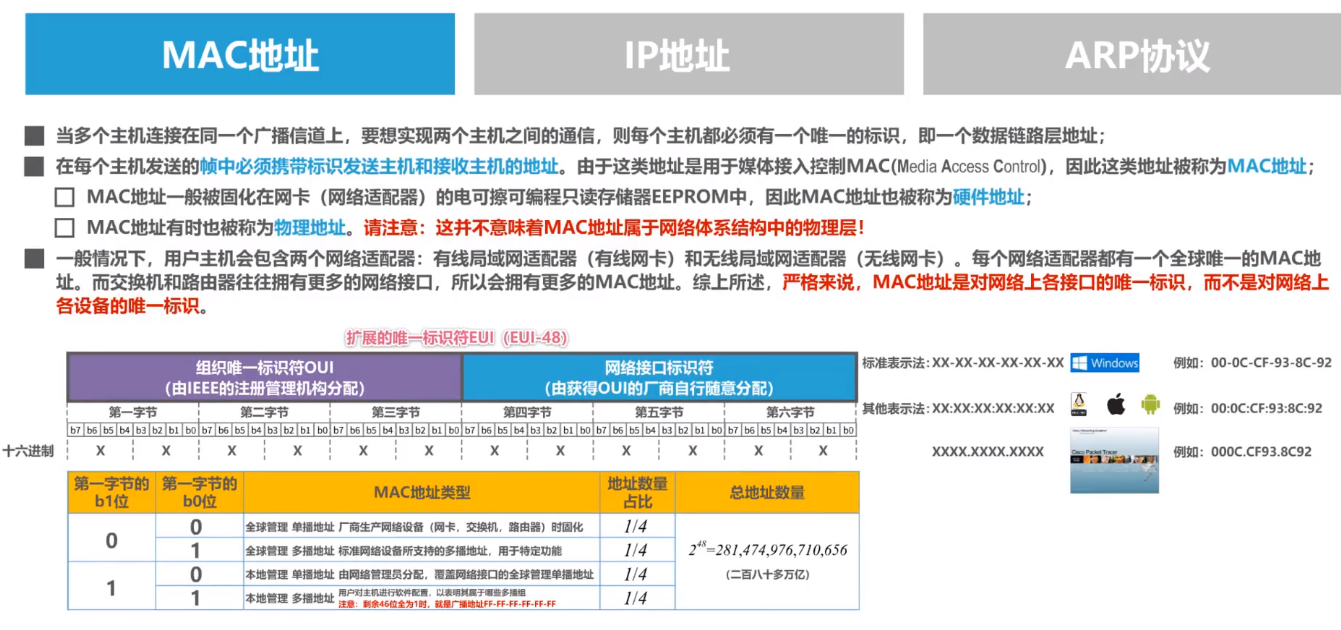 MAC地址
IP地址
ARP协议
当多个主机连接在同一个广播信道上，要想实现两个主机之间的通信，则每个主机都必须有一个唯一的标识，即一个数据链路层地址；
在每个主机发送的帧中必须携带标识发送主机和接收主机的地址。由于这类地址是用于媒体接入控制MAC(Media Access Control)，因此这类地址被称为MAC地址；
MAC地址一般被固化在网卡（网络适配器）的电可擦可编程只读存储器EEPROM中，因此MAC地址也被称为硬件地址；
MAC地址有时也被称为物理地址。请注意：这并不意味着MAC地址属于网络体系结构中的物理层！
一般情况下，用户主机会包含两个网络适配器：有线局域网适配器（有线网卡）和无线局域网适配器（无线网卡）。每个网络适配器都有一个全球唯一的MAC地
址。而交换机和路由器往往拥有更多的网络接口，所以会拥有更多的MAC地址。综上所述，严格来说，MAC地址是对网络上各接口的唯一标识，而不是对网络上
各设备的唯一标识。
扩展的唯一标识符EUI（EUI-48）
组织唯一标识符OUI
（由IEEE的注册管理机构分配）
网络接口标识符
（由获得OUI的厂商自行随意分配）
第一字节 第二字节 第三字节 第四字节 第五字节 第六字节
b7 b6 b5 b4 b3 b2 b1 b0 b7 b6 b5 b4 b3 b2 b1 b0 b7 b6 b5 b4 b3 b2 b1 b0 b7 b6 b5 b4 b3 b2 b1 b0 b7 b6 b5 b4 b3 b2 b1 b0 b7 b6 b5 b4 b3 b2 b1 b0
十六进制 X X X X X X X X X X X X
标准表示法：XX-XX-XX-XX-XX-XX Windows 例如：00-0C-CF-93-8C-92
其他表示法：XX:XX:XX:XX:XX:XX 例如：00:0C:CF:93:8C:92
XXXX.XXXX.XXXX Cisco Packet Tracer 例如：000C.CF93.8C92
第一字节的
b1位
第一字节的
b0位
MAC地址类型
地址数量
占比
总地址数量
0
0 全球管理 单播地址 厂商生产网络设备（网卡，交换机，路由器）时固化 1/4
1 全球管理 多播地址 标准网络设备所支持的多播地址，用于特定功能 1/4
1
0 本地管理 单播地址 由网络管理员分配，覆盖网络接口的全球管理单播地址 1/4
1 本地管理 多播地址 用户对主机进行软件配置，以表明其属于哪些多播组
注意：剩余46位全为1时，就是广播地址FF-FF-FF-FF-FF-FF
1/4
2⁴⁸=281,474,976,710,656
（二百八十多万亿）